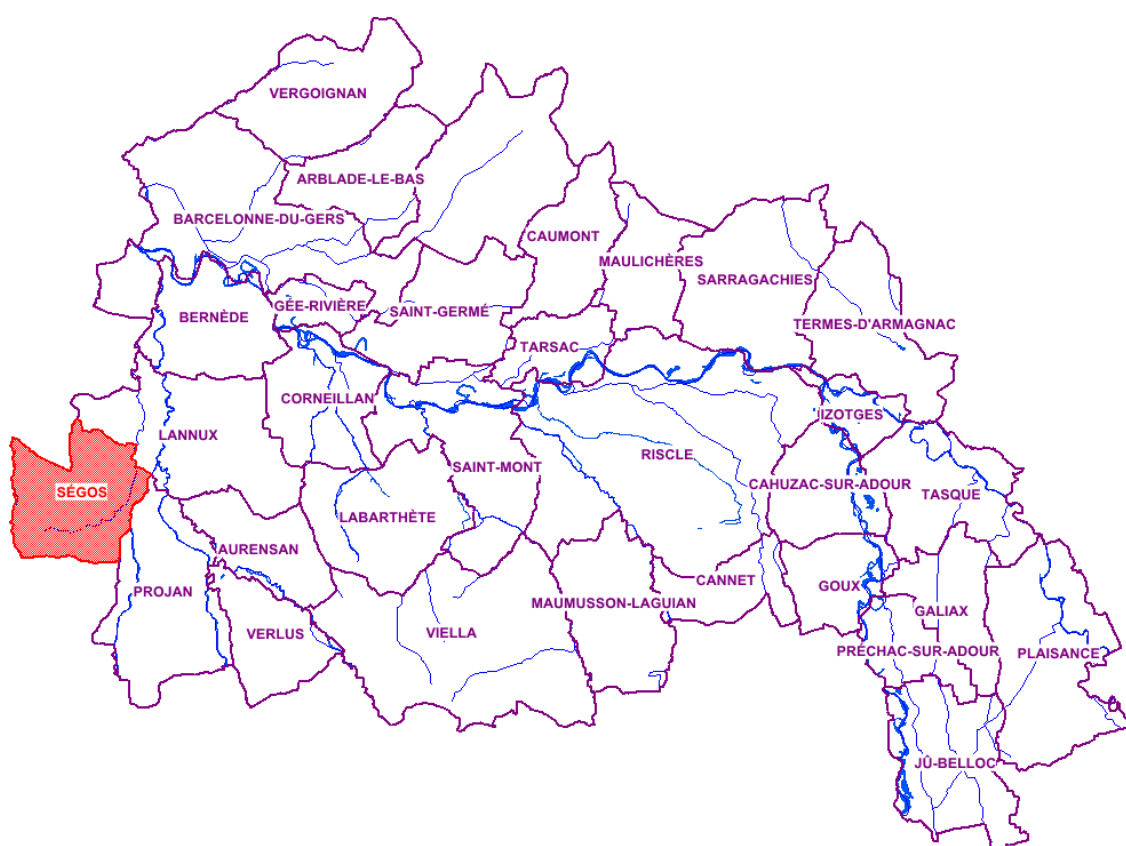 VERGOIGNAN
ARBLADE-LE-BAS
BARCELONNE-DU-GERS
CAUMONT
MAULICHÈRES
SARRAGACHIES
GÉE-RIVIÈRE
SAINT-GERMÉ
BERNÈDE
TERMES-D'ARMAGNAC
TARSAC
CORNEILLAN
IZOTGES
LANNUX
RISCLE
SAINT-MONT
CAHUZAC-SUR-ADOUR
SÉGOS
TASQUE
LABARTHÈTE
AURENSAN
CANNET
GOUX
PROJAN
MAUMUSSON-LAGUIAN
GALIAX
VIELLA
VERLUS
PRÉCHAC-SUR-ADOUR
PLAISANCE
JÛ-BELLOC